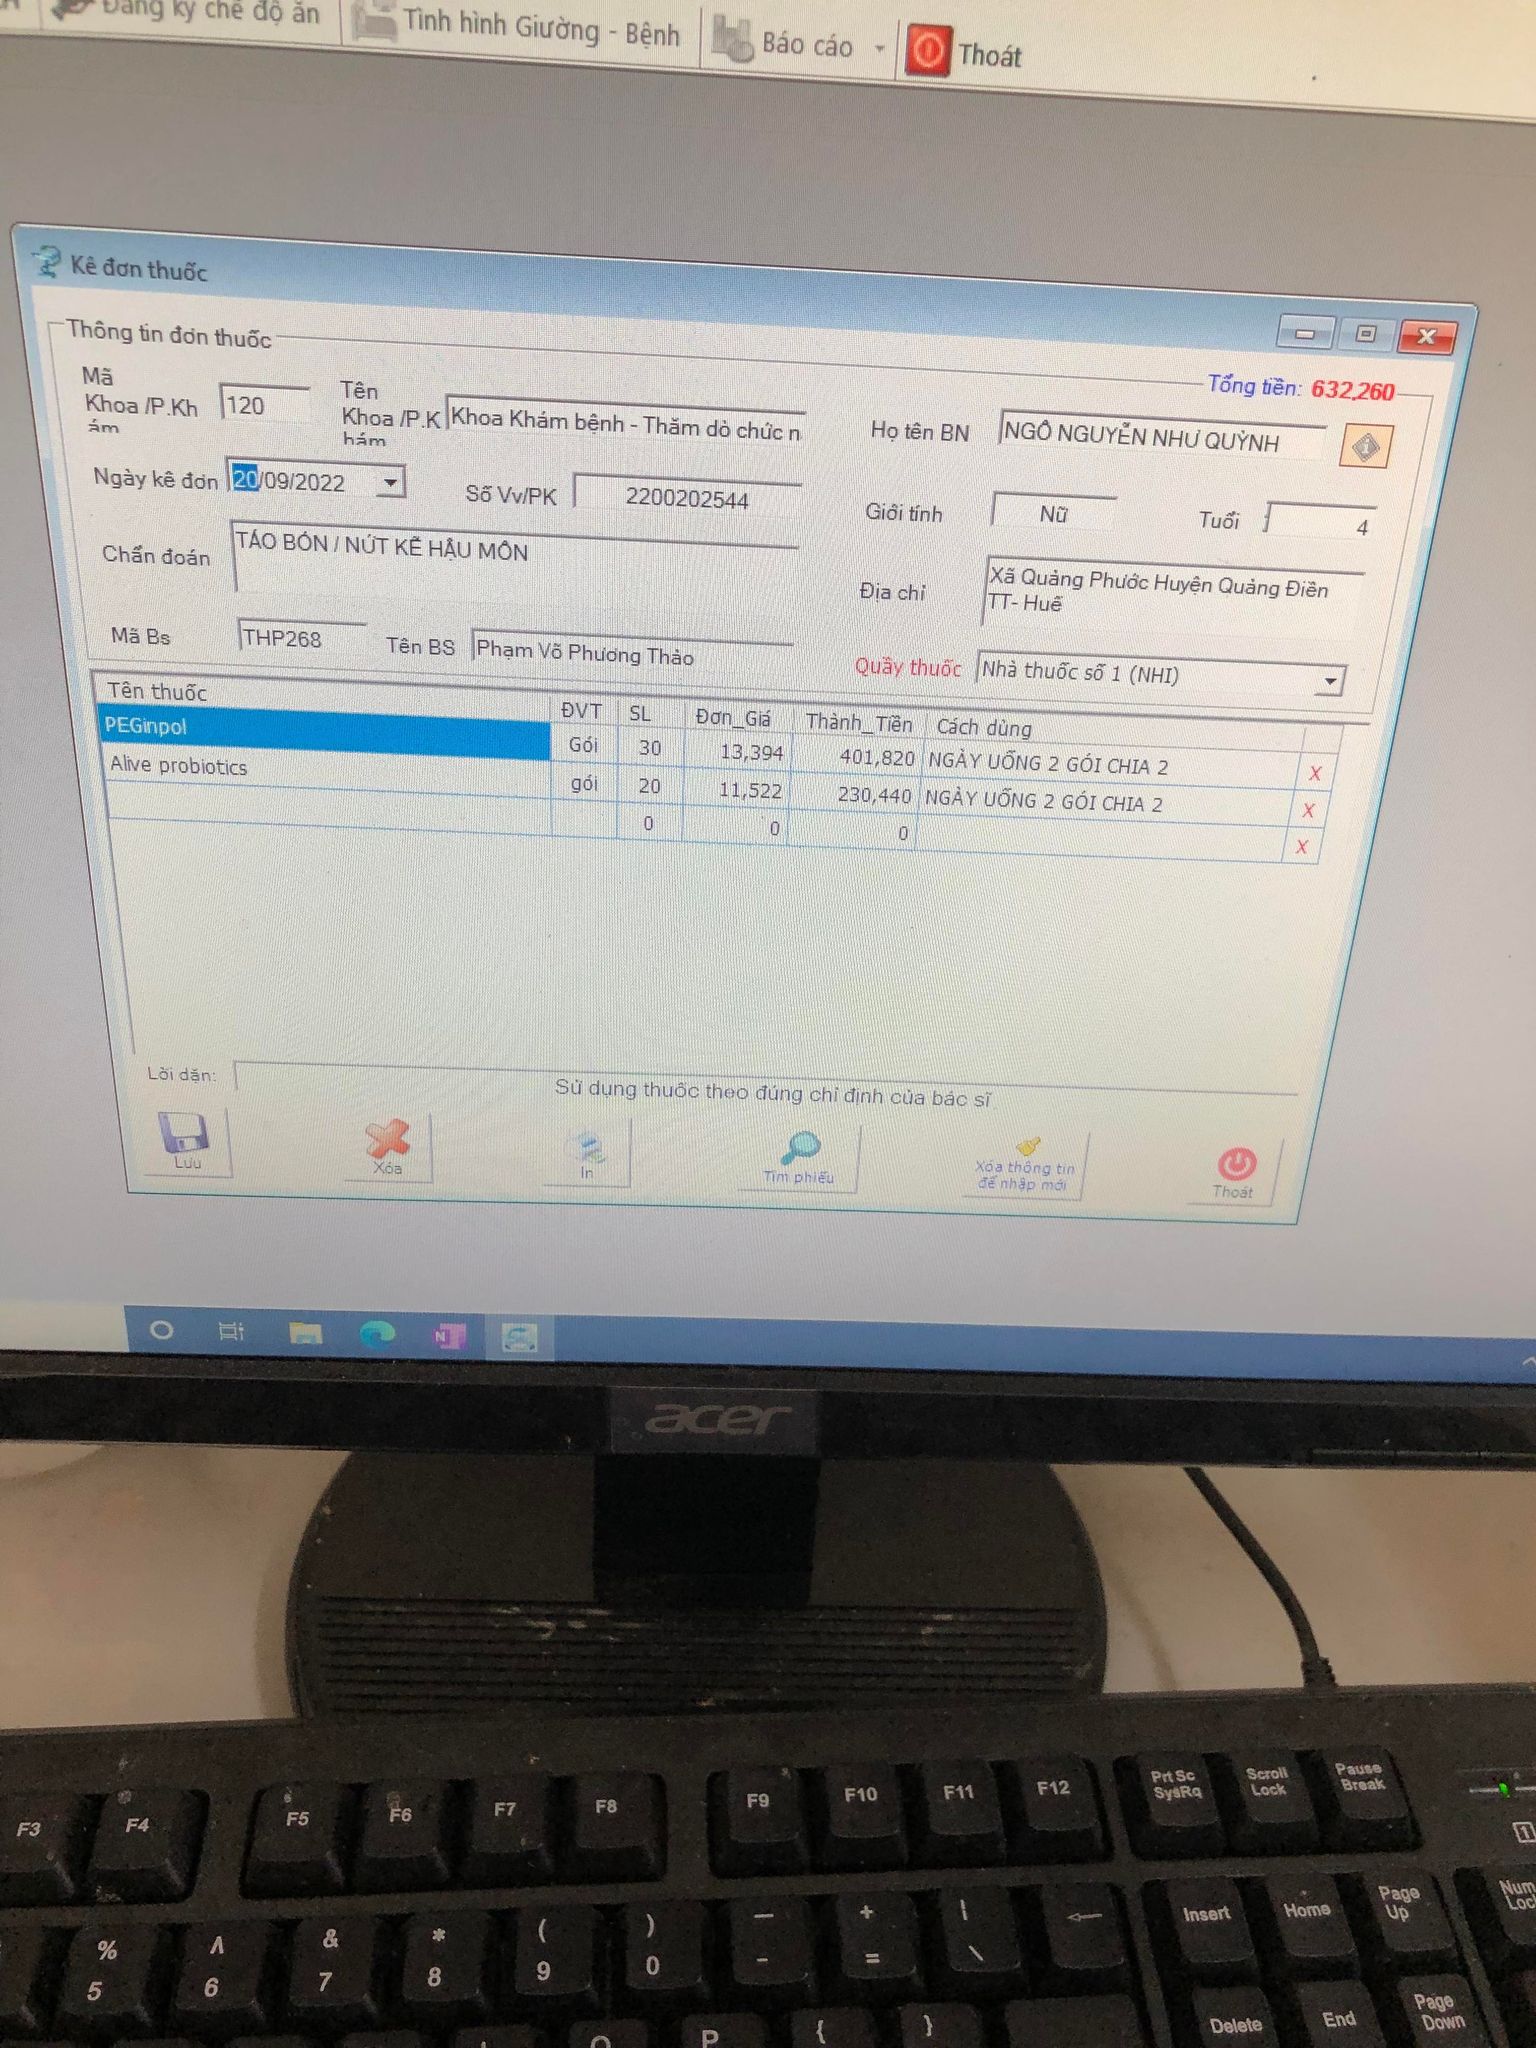 Đăng ký chế độ ăn
Tình hình Giường - Bệnh
Báo cáo
Thoát
Kê đơn thuốc
Thông tin đơn thuốc
Tổng tiền: 632,260
Mã Khoa /P.Khám
120
Tên Khoa /P.Khám
Khoa Khám bệnh - Thăm dò chức n
Họ tên BN
NGÔ NGUYỄN NHƯ QUỲNH
Ngày kê đơn
20/09/2022
Số Vv/PK
2200202544
Giới tính
Nữ
Tuổi
4
Chẩn đoán
TÁO BÓN / NỨT KẼ HẬU MÔN
Địa chỉ
Xã Quảng Phước Huyện Quảng Điền
TT- Huế
Mã Bs
THP268
Tên BS
Phạm Võ Phương Thảo
Quầy thuốc
Nhà thuốc số 1 (NHI)
Tên thuốc ĐVT SL Đơn_Giá Thành_Tiền Cách dùng
PEGinpol Gói 30 13,394 401,820 NGÀY UỐNG 2 GÓI CHIA 2 X
Alive probiotics gói 20 11,522 230,440 NGÀY UỐNG 2 GÓI CHIA 2 X
0 0 0 X
Lời dặn:
Sử dụng thuốc theo đúng chỉ định của bác sĩ
Lưu
Xóa
In
Tìm phiếu
Xóa thông tin
để nhập mới
Thoát
N
acer
F3 F4 F5 F6 F7 F8 F9 F10 F11 F12
Prt Sc
SysRq
Scroll
Lock
Pause
Break
1
% 5
^ 6
& 7
* 8
( 9
) 0
— -
+ =
| \
←
Insert
Home
Page
Up
Num
Loc
O P { }
Delete
End
Page
Down